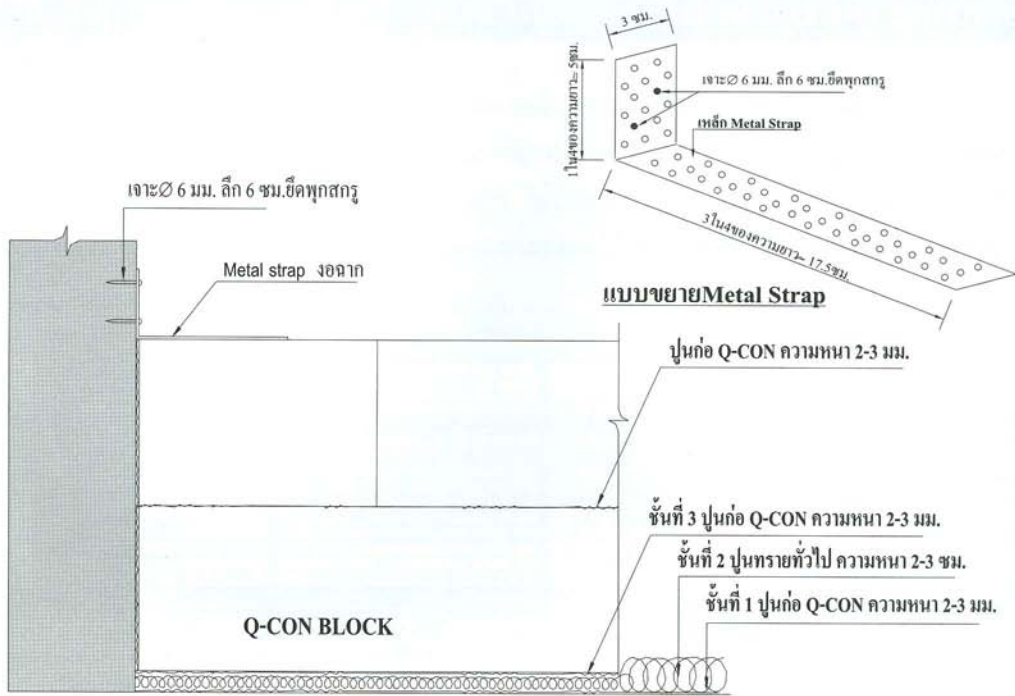 3 ซม.
1ใน4ของความยาว= 5ซม.
เจาะØ 6 มม. ลึก 6 ซม.ยึดพุกสกรู
เหล็ก Metal Strap
3ใน4ของความยาว= 17.5ซม.
แบบขยายMetal Strap
เจาะØ 6 มม. ลึก 6 ซม.ยึดพุกสกรู
Metal strap งอฉาก
ปูนก่อ Q-CON ความหนา 2-3 มม.
ชั้นที่ 3 ปูนก่อ Q-CON ความหนา 2-3 มม.
ชั้นที่ 2 ปูนทรายทั่วไป ความหนา 2-3 ซม.
ชั้นที่ 1 ปูนก่อ Q-CON ความหนา 2-3 มม.
Q-CON BLOCK